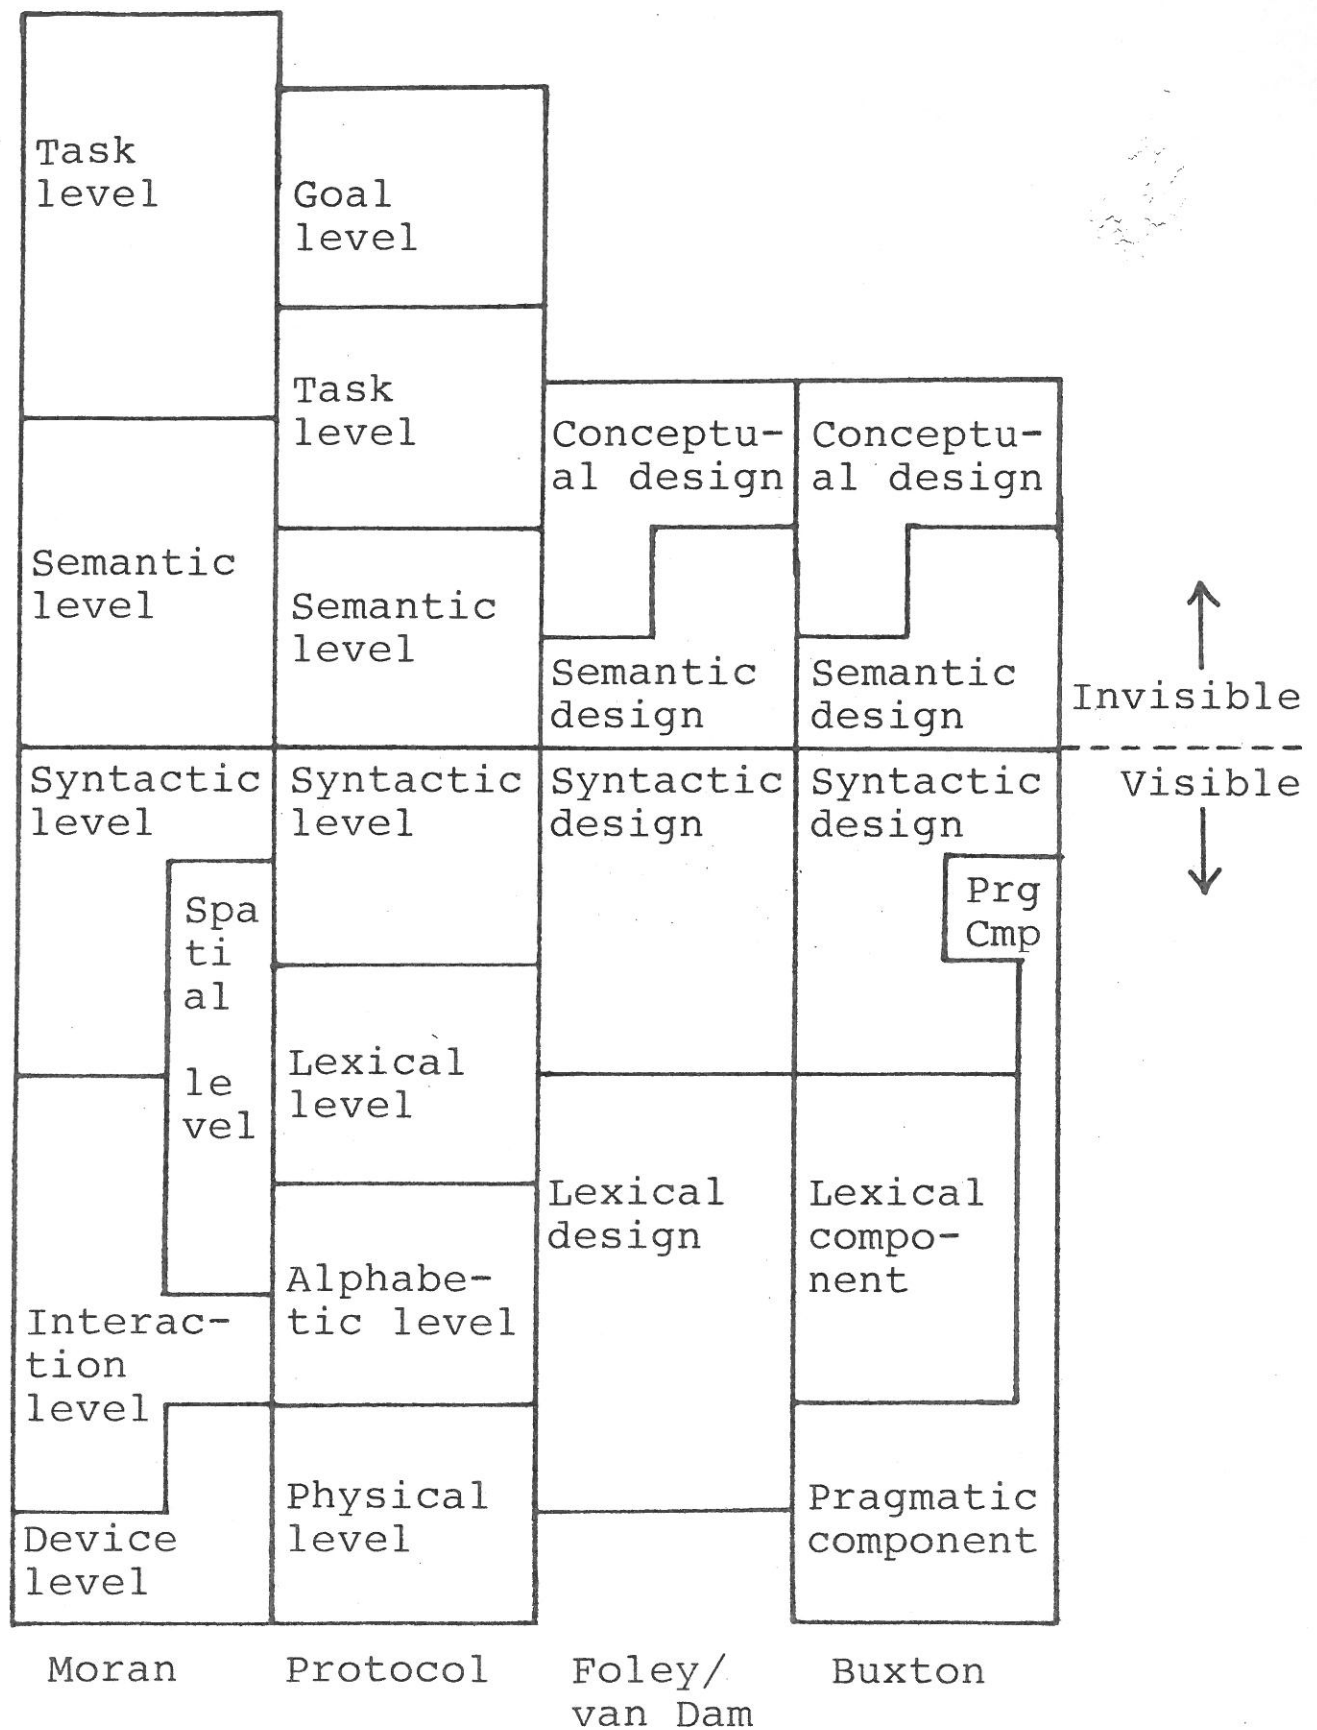 Task
level
Semantic
level
Syntactic
level
Spa
ti
al
le
vel
Interac-
tion
level
Device
level
Moran
Goal
level
Task
level
Semantic
level
Syntactic
level
Lexical
level
Alphabe-
tic level
Physical
level
Protocol
Conceptu-
al design
Semantic
design
Syntactic
design
Lexical
design
Foley/
van Dam
Conceptu-
al design
Semantic
design
Syntactic
design
Prg
Cmp
Lexical
compo-
nent
Pragmatic
component
Buxton
Invisible
Visible